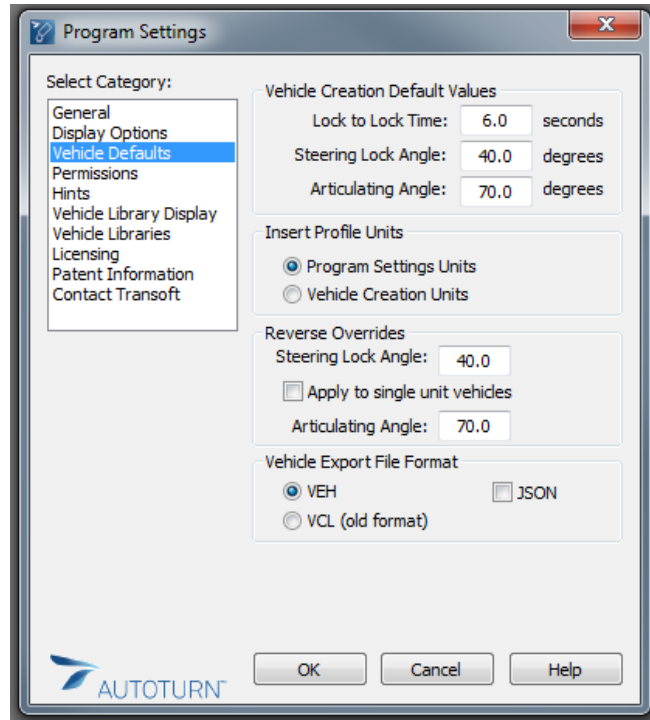 Program Settings
Select Category:
General
Display Options
Vehicle Defaults
Permissions
Hints
Vehicle Library Display
Vehicle Libraries
Licensing
Patent Information
Contact Transoft
Vehicle Creation Default Values
Lock to Lock Time: 6.0 seconds
Steering Lock Angle: 40.0 degrees
Articulating Angle: 70.0 degrees
Insert Profile Units
Program Settings Units
Vehicle Creation Units
Reverse Overrides
Steering Lock Angle: 40.0
Apply to single unit vehicles
Articulating Angle: 70.0
Vehicle Export File Format
VEH JSON
VCL (old format)
AUTOTURN™
OK Cancel Help